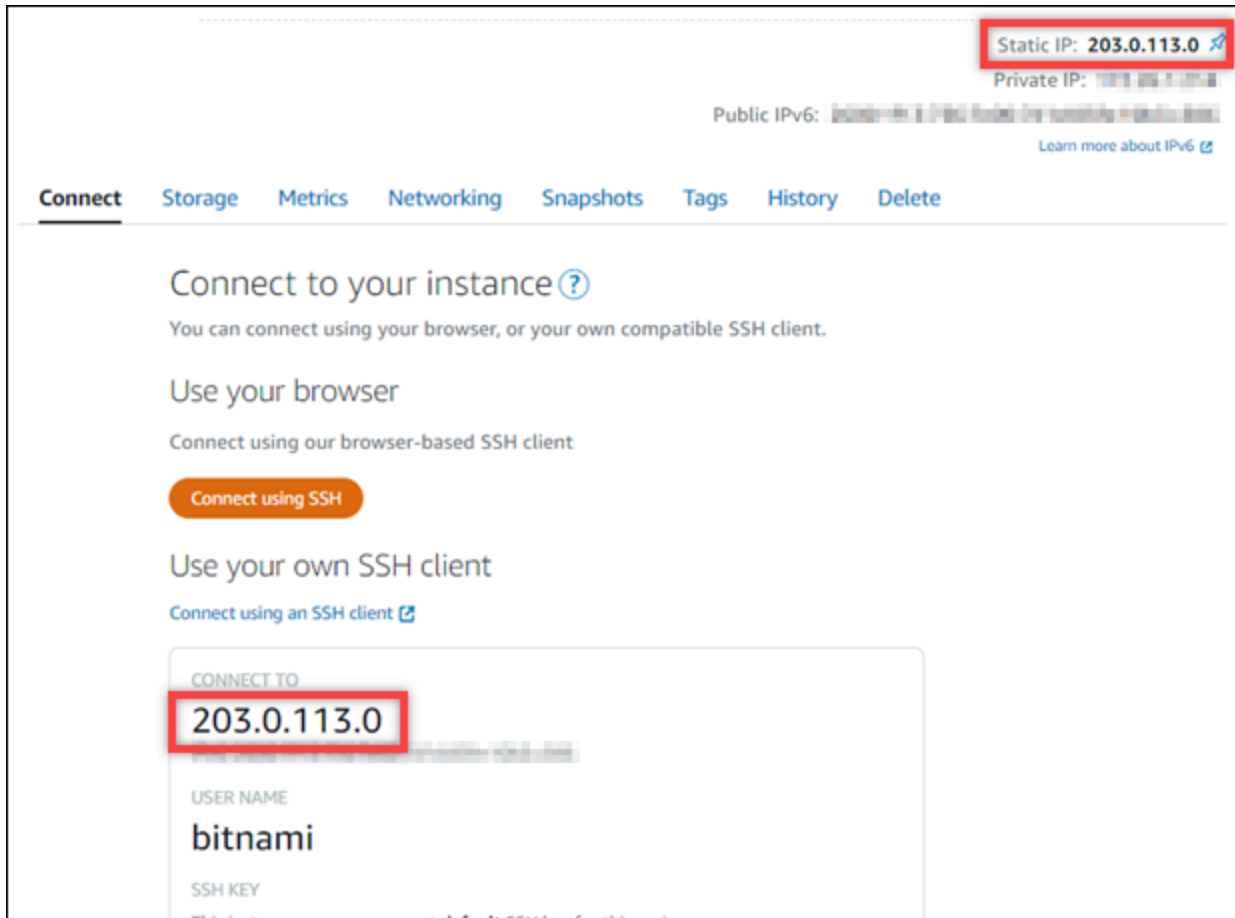 Static IP: 203.0.113.0
Private IP:
Public IPv6:
Learn more about IPv6
Connect Storage Metrics Networking Snapshots Tags History Delete
Connect to your instance ?
You can connect using your browser, or your own compatible SSH client.
Use your browser
Connect using our browser-based SSH client
Connect using SSH
Use your own SSH client
Connect using an SSH client
CONNECT TO
203.0.113.0
USER NAME
bitnami
SSH KEY